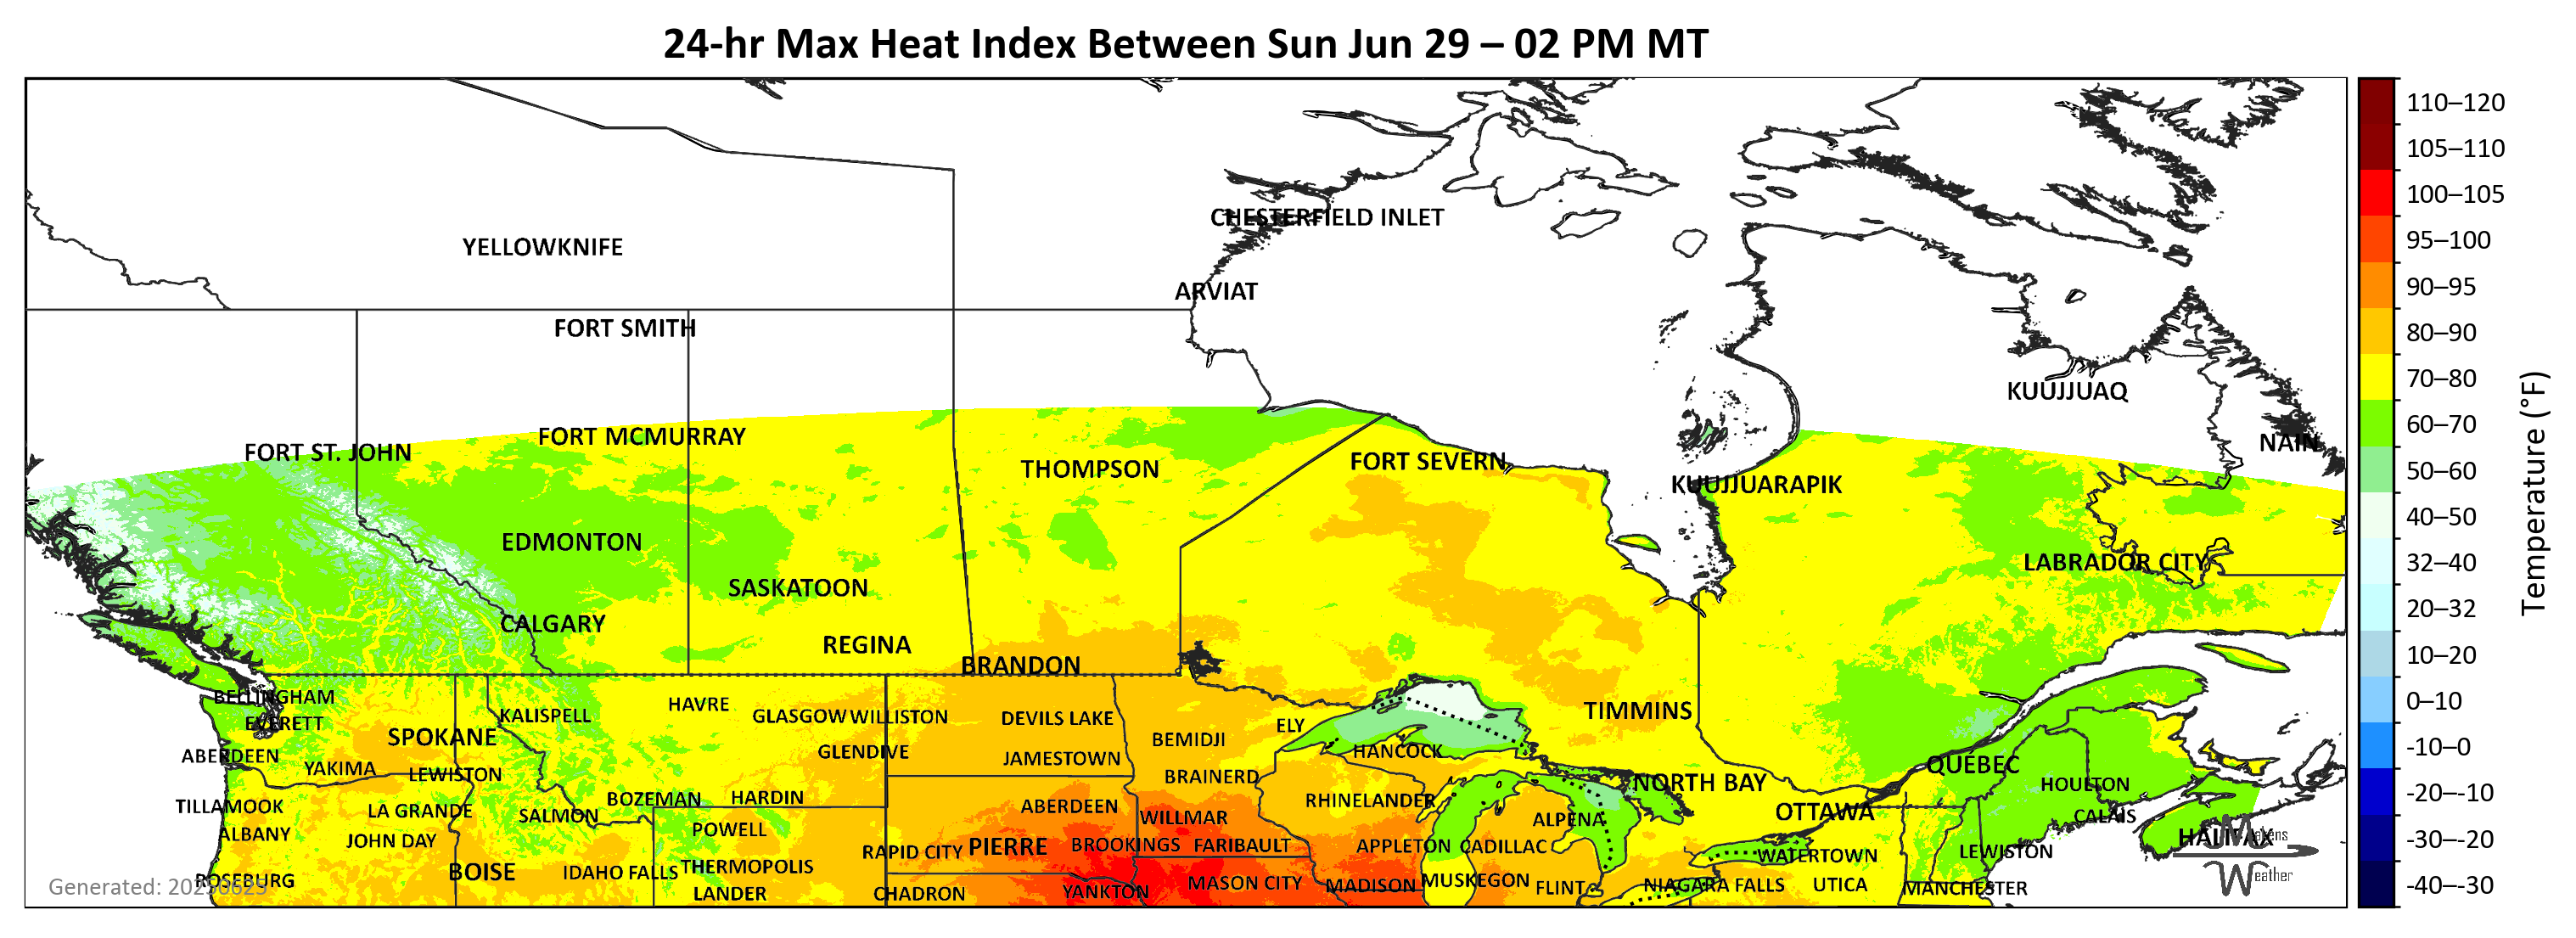 24-hr Max Heat Index Between Sun Jun 29 – 02 PM MT
110–120
105–110
CHESTERFIELD INLET
100–105
YELLOWKNIFE
95–100
ARVIAT
90–95
FORT SMITH
80–90
KUUJJUAQ
70–80
FORT MCMURRAY
60–70
NAIN
FORT ST. JOHN
FORT SEVERN
THOMPSON
50–60
KUUJJUARAPIK
40–50
EDMONTON
LABRADOR CITY
32–40
SASKATOON
20–32
CALGARY
REGINA
10–20
BRANDON
Temperature (°F)
BELLINGHAM
HAVRE
0–10
TIMMINS
KALISPELL
GLASGOW WILLISTON
DEVILS LAKE
EVERETT
ELY
SPOKANE
BEMIDJI
-10–0
ABERDEEN
GLENDIVE
JAMESTOWN
HANCOCK
YAKIMA
LEWISTON
BRAINERD
QUÉBEC
NORTH BAY
HOULTON
-20–-10
BOZEMAN
HARDIN
RHINELANDER
TILLAMOOK
LA GRANDE
SALMON
ABERDEEN
WILLMAR
OTTAWA
CALAIS
ALPENA
ALBANY
JOHN DAY
POWELL
HALIFAX
-30–-20
RAPID CITY
PIERRE
BROOKINGS
FARIBAULT
APPLETON
CADILLAC
WATERTOWN
LEWISTON
Makens
Weather
BOISE
IDAHO FALLS
THERMOPOLIS
ROSEBURG
Generated: 20250625
LANDER
CHADRON
YANKTON
MASON CITY
MADISON
MUSKEGON
FLINT
NIAGARA FALLS
UTICA
MANCHESTER
-40–-30